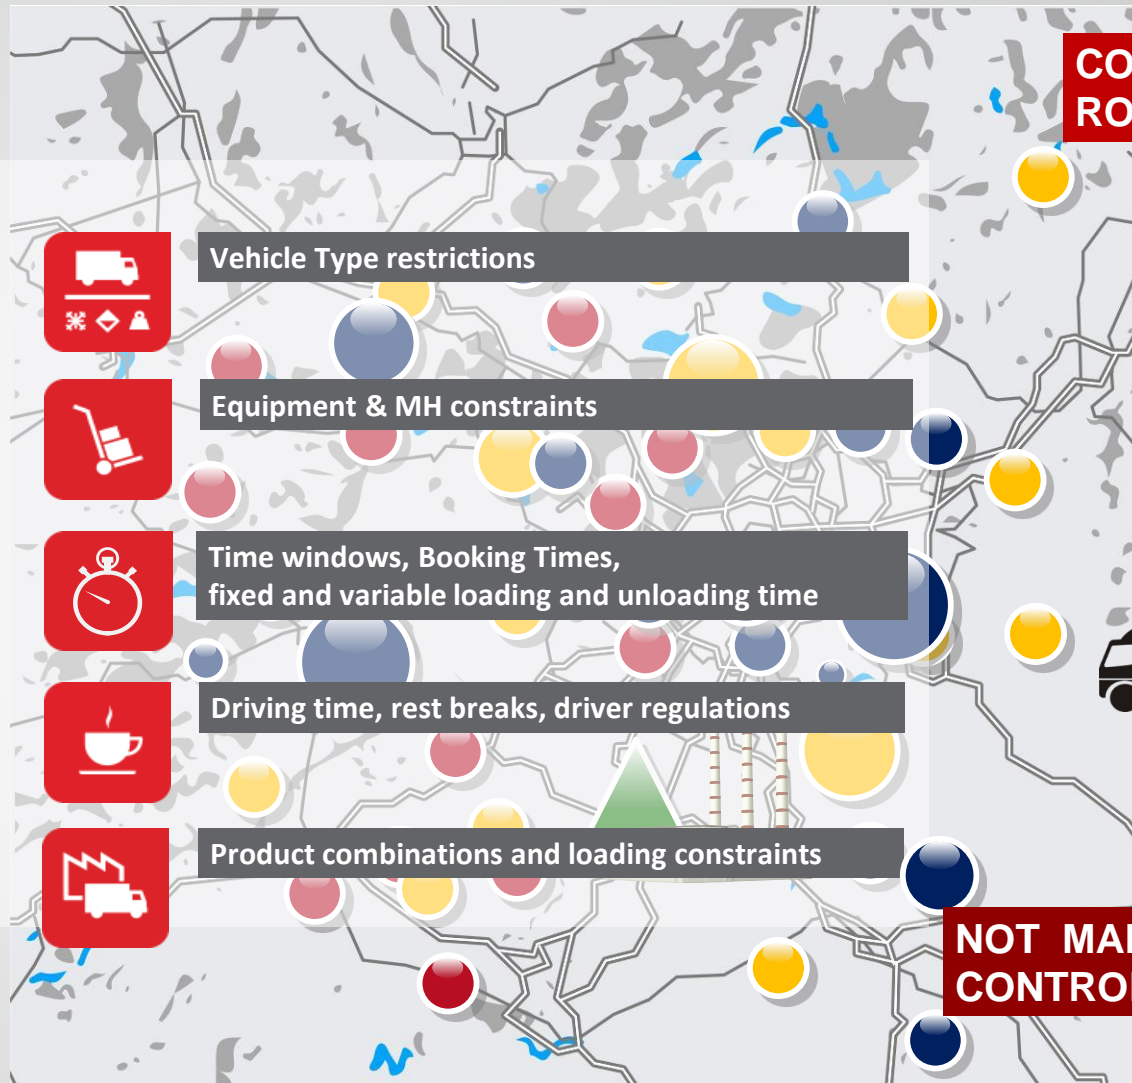 Vehicle Type restrictions
Equipment & MH constraints
Time windows, Booking Times,
fixed and variable loading and unloading time
Driving time, rest breaks, driver regulations
Product combinations and loading constraints
NOT